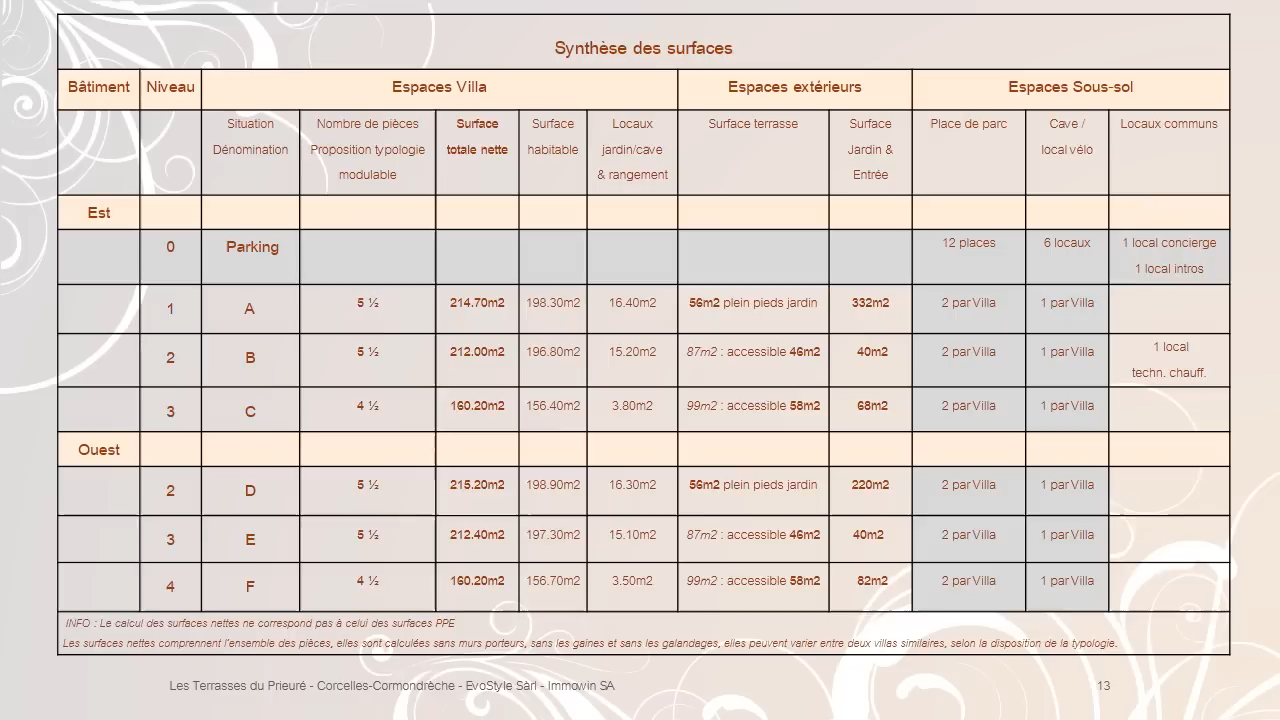 Synthèse des surfaces
Bâtiment Niveau Espaces Villa Espaces extérieurs Espaces Sous-sol
Situation Nombre de pièces Surface Surface Locaux Surface terrasse Surface Place de parc Cave / Locaux communs
Dénomination Proposition typologie totale nette habitable jardin/cave Jardin & local vélo
modulable & rangement Entrée
Est
0 Parking 12 places 6 locaux 1 local concierge
1 local intros
1 A 5 ½ 214.70m2 198.30m2 16.40m2 56m2 plein pieds jardin 332m2 2 par Villa 1 par Villa
2 B 5 ½ 212.00m2 196.80m2 15.20m2 87m2 : accessible 46m2 40m2 2 par Villa 1 par Villa 1 local
techn. chauff.
3 C 4 ½ 160.20m2 156.40m2 3.80m2 99m2 : accessible 58m2 68m2 2 par Villa 1 par Villa
Ouest
2 D 5 ½ 215.20m2 198.90m2 16.30m2 56m2 plein pieds jardin 220m2 2 par Villa 1 par Villa
3 E 5 ½ 212.40m2 197.30m2 15.10m2 87m2 : accessible 46m2 40m2 2 par Villa 1 par Villa
4 F 4 ½ 160.20m2 156.70m2 3.50m2 99m2 : accessible 58m2 82m2 2 par Villa 1 par Villa
INFO : Le calcul des surfaces nettes ne correspond pas à celui des surfaces PPE
Les surfaces nettes comprennent l'ensemble des pièces, elles sont calculées sans murs porteurs, sans les gaines et sans les galandages, elles peuvent varier entre deux villas similaires, selon la disposition de la typologie.
Les Terrasses du Prieuré - Corcelles-Cormondrèche - EvoStyle Sàrl - Immowin SA 13